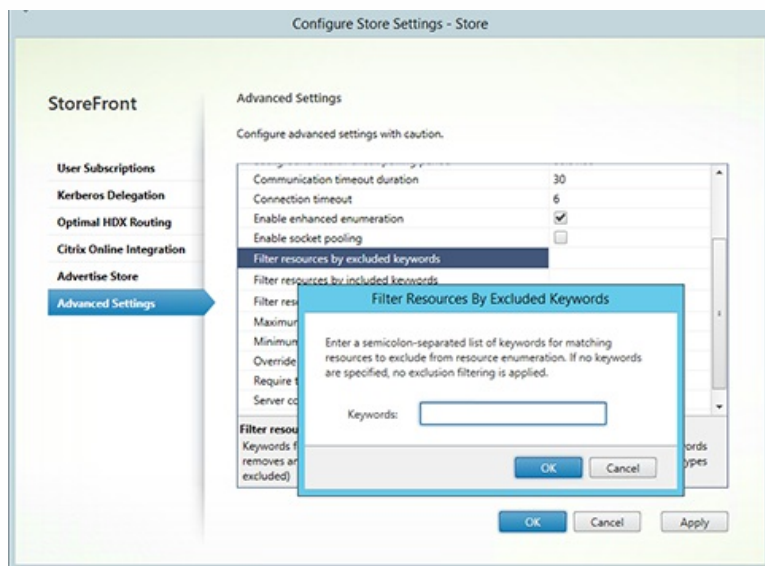 Configure Store Settings - Store
StoreFront
User Subscriptions
Kerberos Delegation
Optimal HDX Routing
Citrix Online Integration
Advertise Store
Advanced Settings
Advanced Settings
Configure advanced settings with caution.
Communication timeout duration 30
Connection timeout 6
Enable enhanced enumeration
Enable socket pooling
Filter resources by excluded keywords
Filter resources by included keywords
Filter res
Maximur
Minimun
Override
Require t
Server co
Filter resou
Keywords f ords
removes ar ypes
excluded)
Filter Resources By Excluded Keywords
Enter a semicolon-separated list of keywords for matching
resources to exclude from resource enumeration. If no keywords
are specified, no exclusion filtering is applied.
Keywords:
OK Cancel
OK Cancel Apply